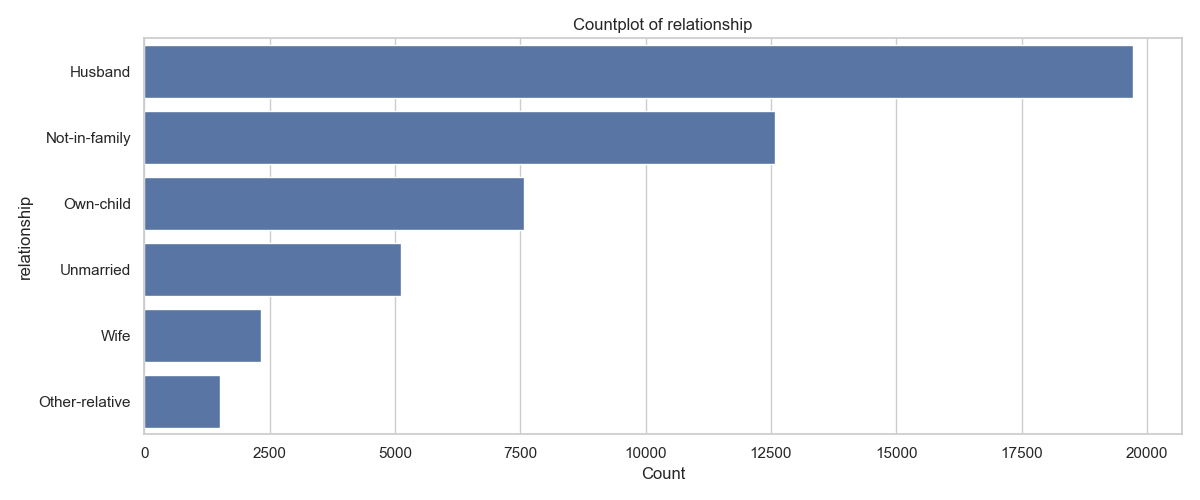 Countplot of relationship
relationship
Husband
Not-in-family
Own-child
Unmarried
Wife
Other-relative
0 2500 5000 7500 10000 12500 15000 17500 20000
Count